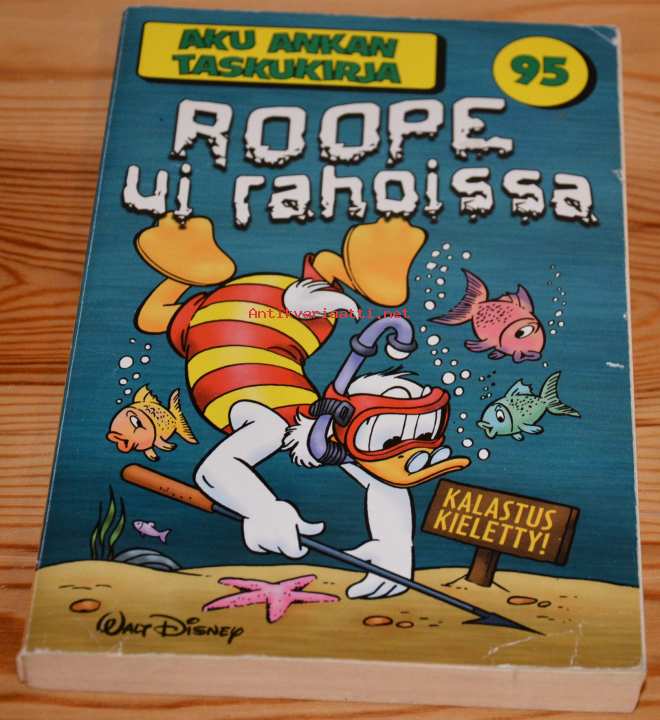 AKU ANKAN
TASKUKIRJA
95
ROOPE
ui rahoissa
Antikvariaatti.net
KALASTUS
KIELETTY!
WALT DISNEY